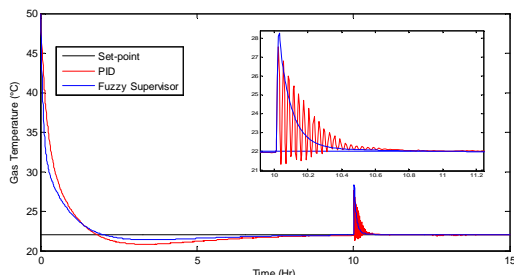 50
45
40
35
30
25
20
Gas Temperature (ºC)
Set-point
PID
Fuzzy Supervisor
28
27
26
25
24
23
22
21
10 10.2 10.4 10.6 10.8 11 11.2
0 5 10 15
Time (Hr)